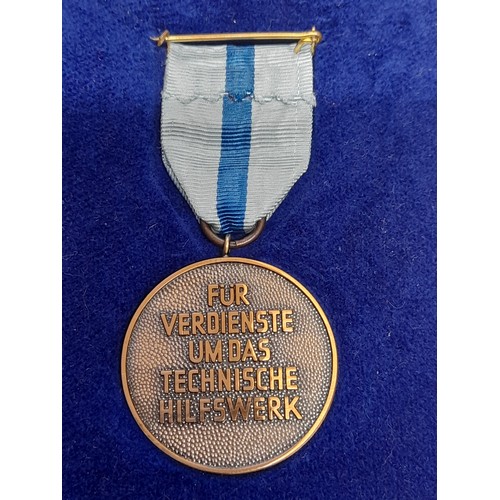 FÜR
VERDIENSTE
UM DAS
TECHNISCHE
HILFSWERK